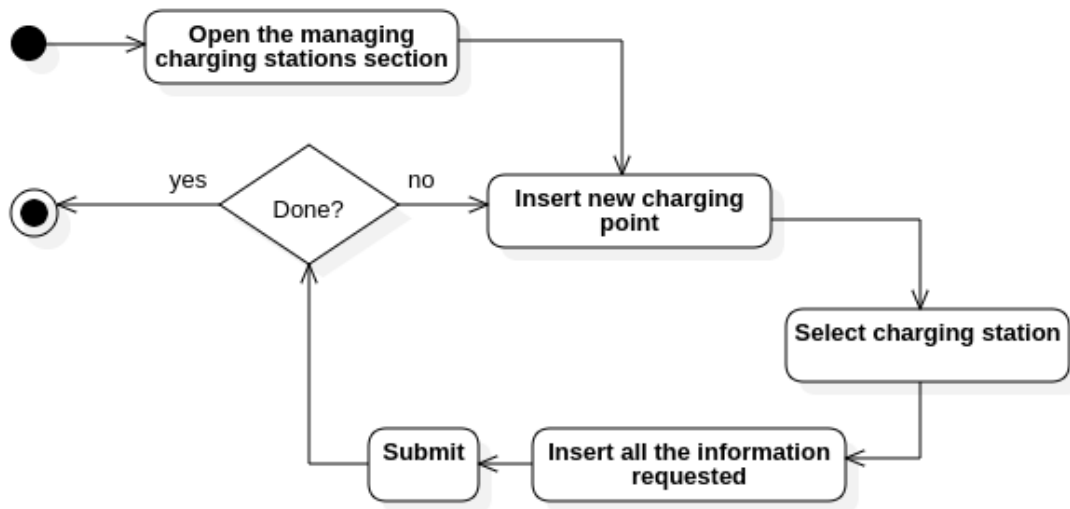 Open the managing
charging stations section
yes
Done?
no
Insert new charging
point
Select charging station
Submit
Insert all the information
requested